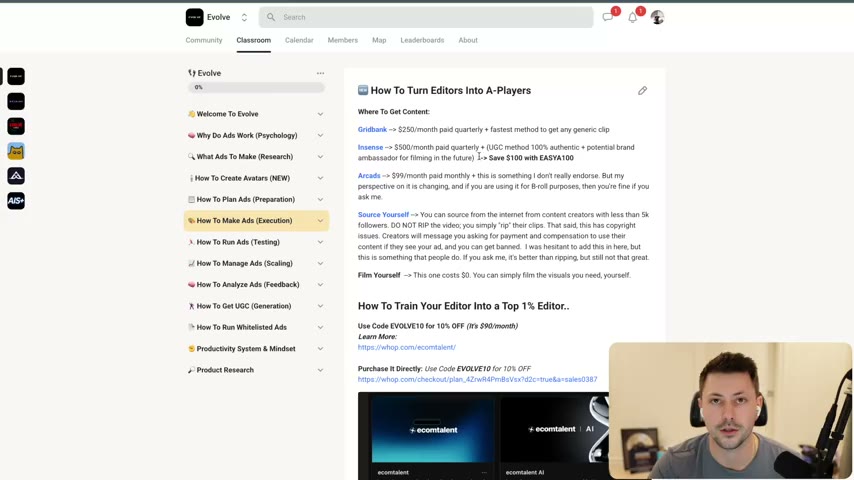 Evolve
Search
1
1
Community
Classroom
Calendar
Members
Map
Leaderboards
About
Evolve
0%
Welcome To Evolve
Why Do Ads Work (Psychology)
What Ads To Make (Research)
How To Create Avatars (NEW)
How To Plan Ads (Preparation)
How To Make Ads (Execution)
How To Run Ads (Testing)
How To Manage Ads (Scaling)
How To Analyze Ads (Feedback)
How To Get UGC (Generation)
How To Run Whitelisted Ads
Productivity System & Mindset
Product Research
How To Turn Editors Into A-Players
Where To Get Content:
Gridbank --> $250/month paid quarterly + fastest method to get any generic clip
Insense --> $500/month paid quarterly + (UGC method 100% authentic + potential brand
ambassador for filming in the future) --> Save $100 with EASYA100
Arcads --> $99/month paid monthly + this is something I don't really endorse. But my
perspective on it is changing, and if you are using it for B-roll purposes, then you're fine if you
ask me.
Source Yourself --> You can source from the internet from content creators with less than 5k
followers. DO NOT RIP the video; you simply "rip" their clips. That said, this has copyright
issues. Creators will message you asking for payment and compensation to use their
content if they see your ad, and you can get banned. I was hesitant to add this in here, but
this is something that people do. If you ask me, it's better than ripping, but still not that great.
Film Yourself --> This one costs $0. You can simply film the visuals you need, yourself.
How To Train Your Editor Into a Top 1% Editor..
Use Code EVOLVE10 for 10% OFF (It's $90/month)
Learn More:
https://whop.com/ecomtalent/
Purchase It Directly: Use Code EVOLVE10 for 10% OFF
https://whop.com/checkout/plan_4ZrwR4PmBsVsx?d2c=true&a=sales0387
ecomtalent
ecomtalent AI
ecomtalent
ecomtalent AI
AIS+